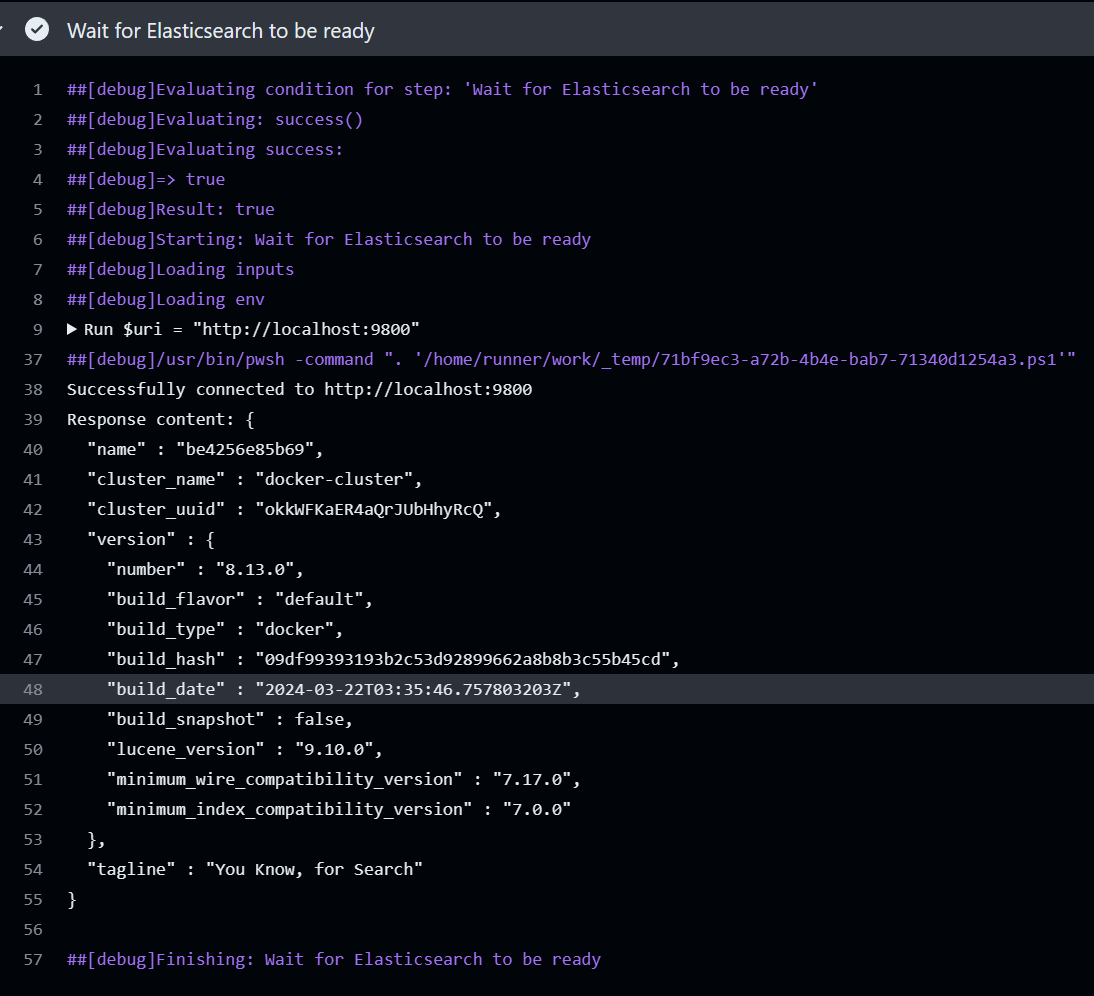 Wait for Elasticsearch to be ready
1 ##[debug]Evaluating condition for step: 'Wait for Elasticsearch to be ready'
2 ##[debug]Evaluating: success()
3 ##[debug]Evaluating success:
4 ##[debug]=> true
5 ##[debug]Result: true
6 ##[debug]Starting: Wait for Elasticsearch to be ready
7 ##[debug]Loading inputs
8 ##[debug]Loading env
9 ▶ Run $uri = "http://localhost:9800"
37 ##[debug]/usr/bin/pwsh -command ". '/home/runner/work/_temp/71bf9ec3-a72b-4b4e-bab7-71340d1254a3.ps1'"
38 Successfully connected to http://localhost:9800
39 Response content: {
40   "name" : "be4256e85b69",
41   "cluster_name" : "docker-cluster",
42   "cluster_uuid" : "okkWFKaER4aQrJUbHhyRcQ",
43   "version" : {
44     "number" : "8.13.0",
45     "build_flavor" : "default",
46     "build_type" : "docker",
47     "build_hash" : "09df99393193b2c53d92899662a8b8b3c55b45cd",
48     "build_date" : "2024-03-22T03:35:46.757803203Z",
49     "build_snapshot" : false,
50     "lucene_version" : "9.10.0",
51     "minimum_wire_compatibility_version" : "7.17.0",
52     "minimum_index_compatibility_version" : "7.0.0"
53   },
54   "tagline" : "You Know, for Search"
55 }
56
57 ##[debug]Finishing: Wait for Elasticsearch to be ready